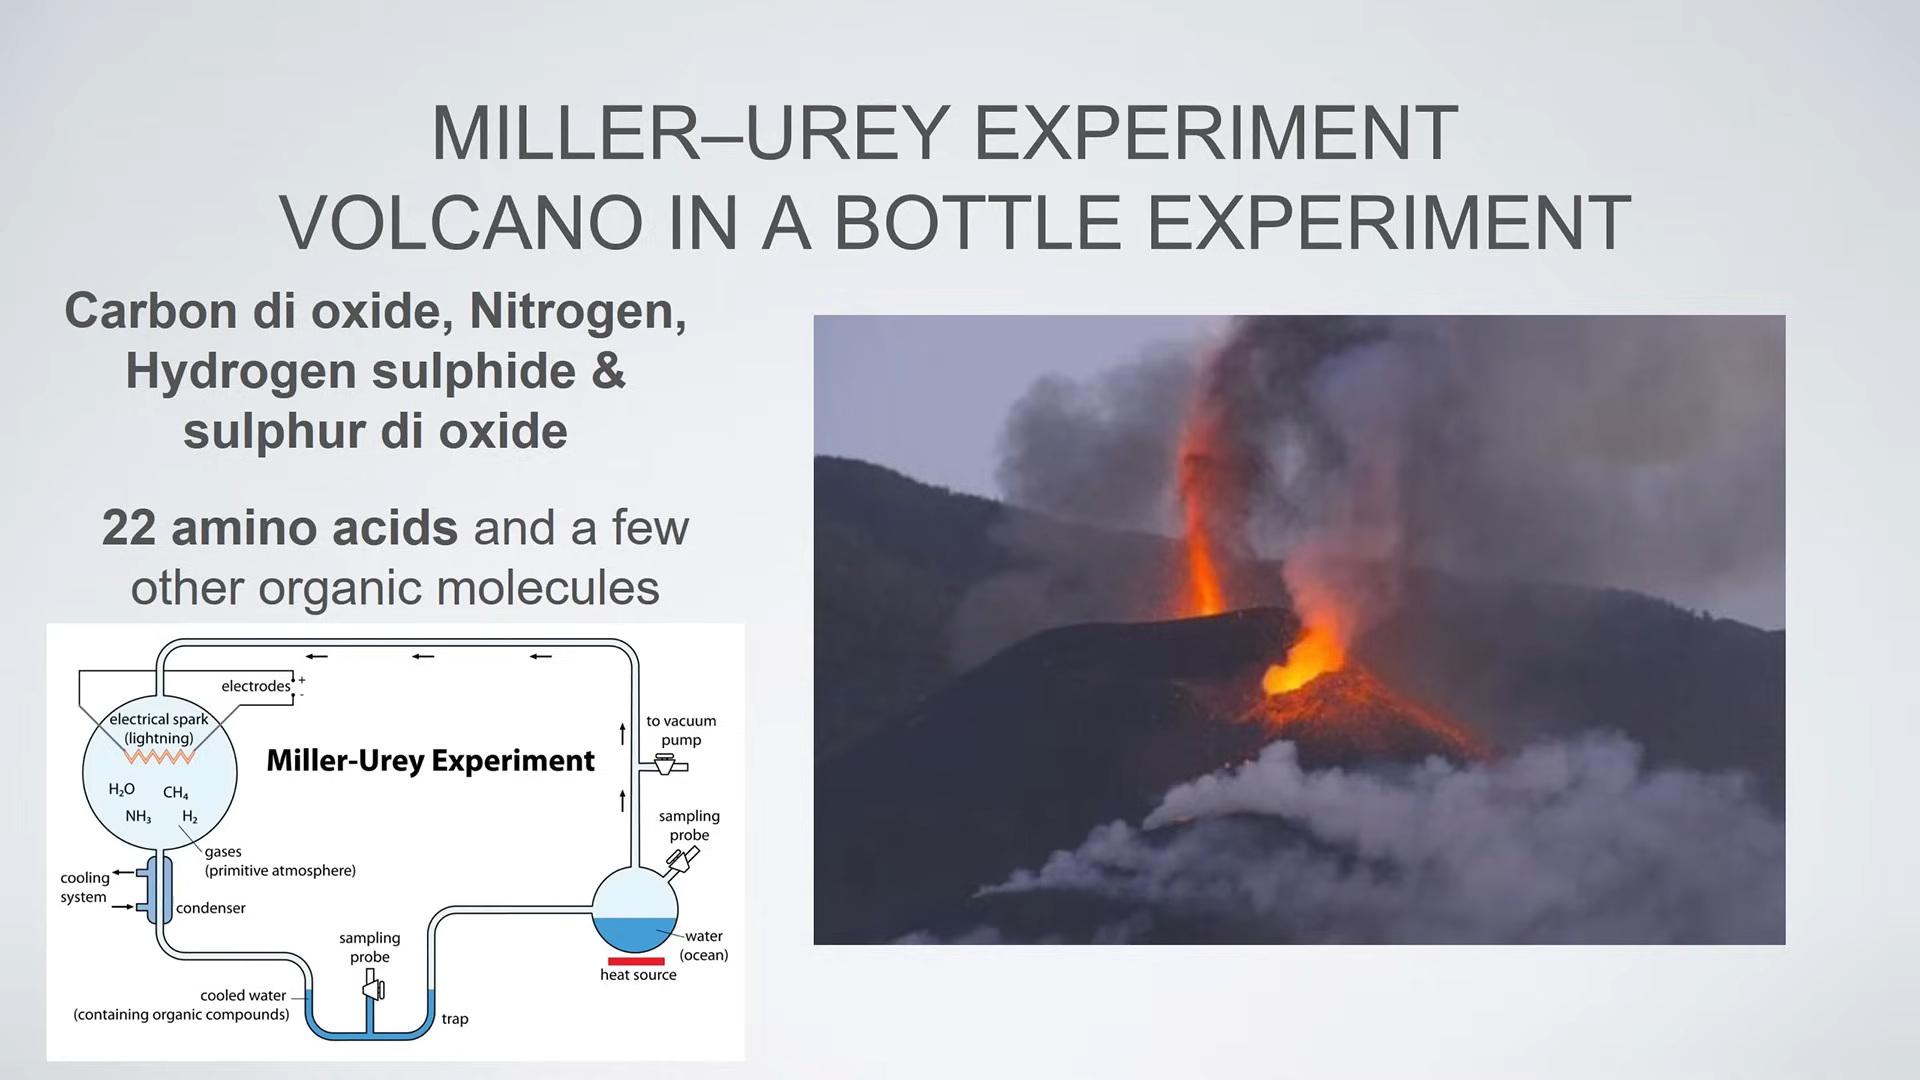 MILLER–UREY EXPERIMENT
VOLCANO IN A BOTTLE EXPERIMENT
Carbon di oxide, Nitrogen,
Hydrogen sulphide &
sulphur di oxide
22 amino acids and a few
other organic molecules
electrodes
+
-
electrical spark
(lightning)
to vacuum
pump
Miller-Urey Experiment
H₂O CH₄
NH₃ H₂
sampling
probe
gases
(primitive atmosphere)
cooling
system
condenser
sampling
probe
water
(ocean)
heat source
cooled water
(containing organic compounds)
trap